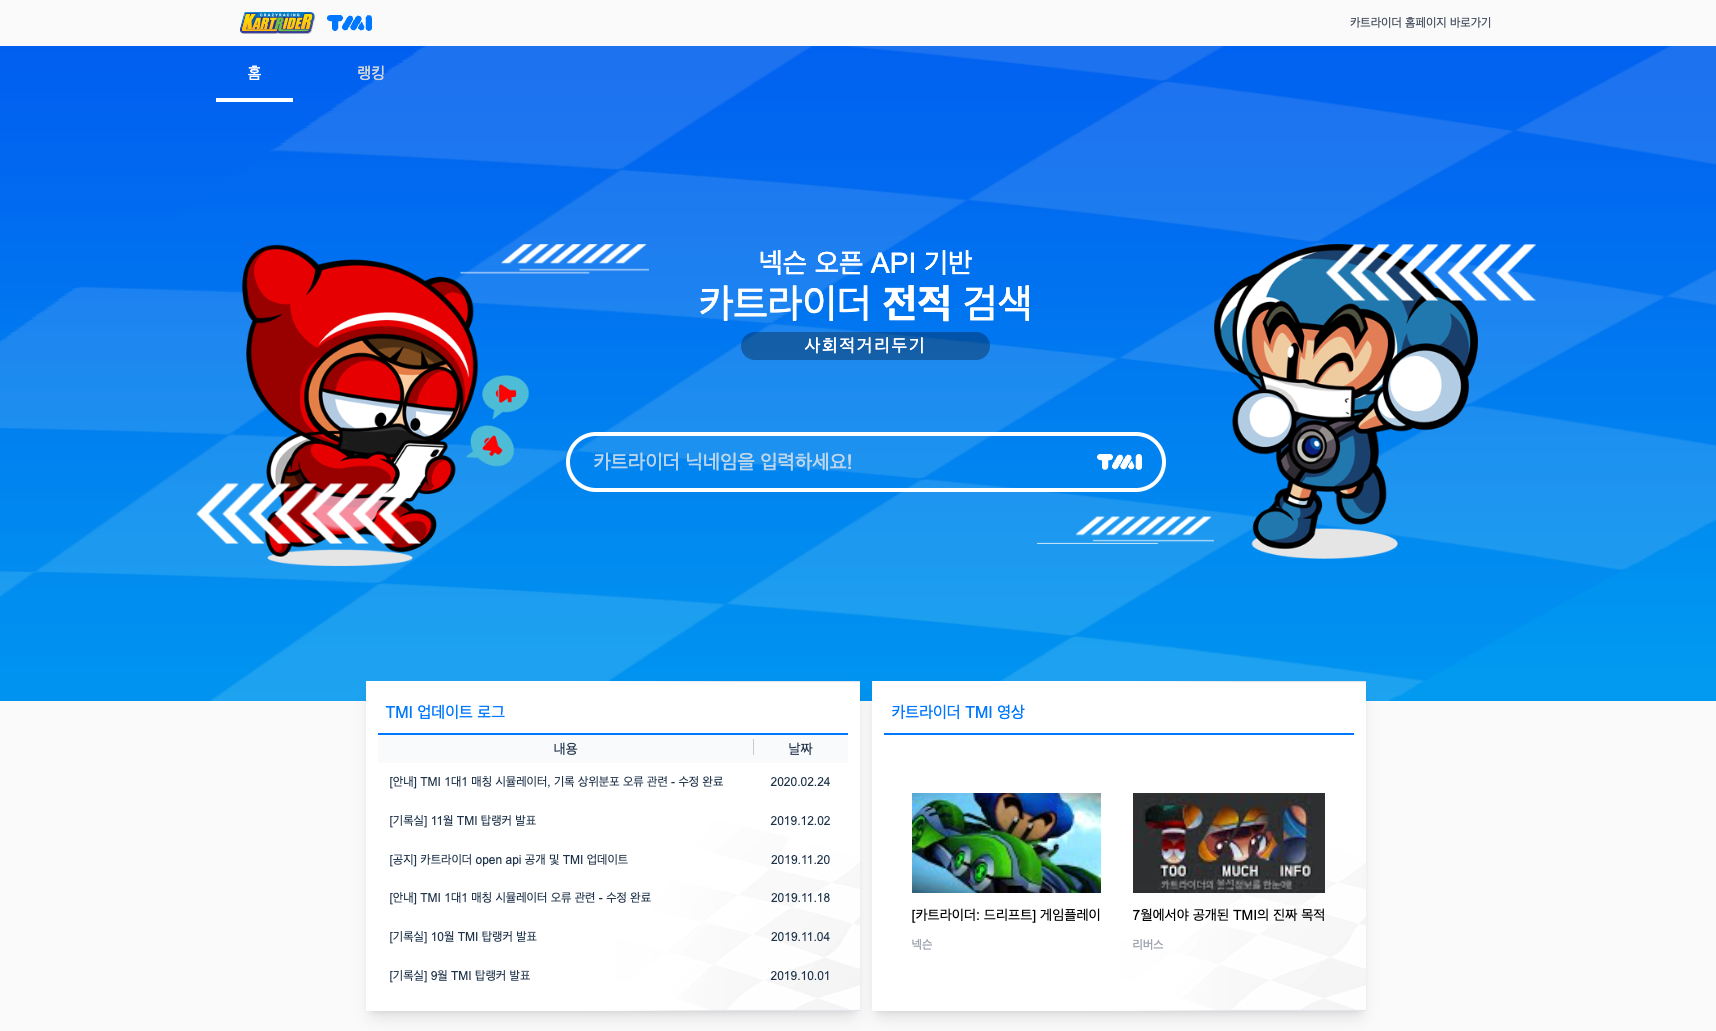 CRAZYRACING
KARTRIDER TMI
카트라이더 홈페이지 바로가기
홈 랭킹
넥슨 오픈 API 기반
카트라이더 전적 검색
사회적거리두기
카트라이더 닉네임을 입력하세요! TMI
TMI 업데이트 로그
내용 날짜
[안내] TMI 1대1 매칭 시뮬레이터, 기록 상위분포 오류 관련 - 수정 완료 2020.02.24
[기록실] 11월 TMI 탑랭커 발표 2019.12.02
[공지] 카트라이더 open api 공개 및 TMI 업데이트 2019.11.20
[안내] TMI 1대1 매칭 시뮬레이터 오류 관련 - 수정 완료 2019.11.18
[기록실] 10월 TMI 탑랭커 발표 2019.11.04
[기록실] 9월 TMI 탑랭커 발표 2019.10.01
카트라이더 TMI 영상
TOO MUCH INFO
카트라이더의 온신정보를 한눈에!
[카트라이더: 드리프트] 게임플레이
넥슨
7월에서야 공개된 TMI의 진짜 목적
리버스